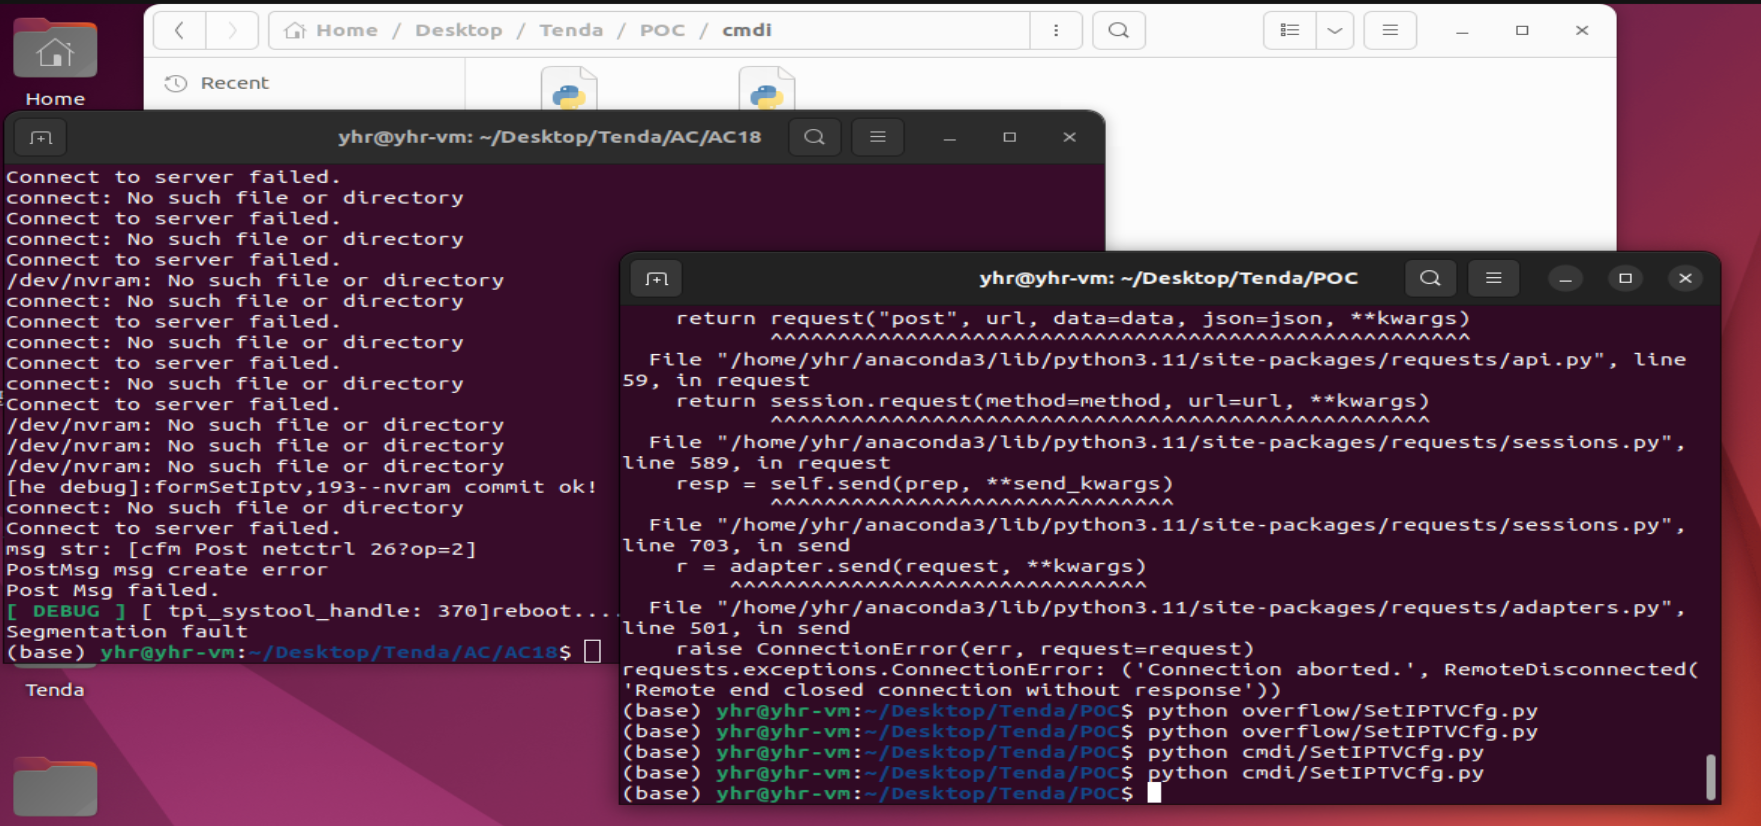 Home / Desktop / Tenda / POC / cmdi
Recent
Home
yhr@yhr-vm: ~/Desktop/Tenda/AC/AC18
Connect to server failed.
connect: No such file or directory
Connect to server failed.
connect: No such file or directory
Connect to server failed.
/dev/nvram: No such file or directory
connect: No such file or directory
Connect to server failed.
connect: No such file or directory
Connect to server failed.
connect: No such file or directory
Connect to server failed.
/dev/nvram: No such file or directory
/dev/nvram: No such file or directory
/dev/nvram: No such file or directory
[he debug]:formSetIptv,193--nvram commit ok!
connect: No such file or directory
Connect to server failed.
msg str: [cfm Post netctrl 26?op=2]
PostMsg msg create error
Post Msg failed.
[ DEBUG ] [ tpi_systool_handle: 370]reboot....
Segmentation fault
(base) yhr@yhr-vm:~/Desktop/Tenda/AC/AC18$
Tenda
yhr@yhr-vm: ~/Desktop/Tenda/POC
return request("post", url, data=data, json=json, **kwargs)
^^^^^^^^^^^^^^^^^^^^^^^^^^^^^^^^^^^^^^^^^^^^^^^^^^^^
File "/home/yhr/anaconda3/lib/python3.11/site-packages/requests/api.py", line
59, in request
return session.request(method=method, url=url, **kwargs)
^^^^^^^^^^^^^^^^^^^^^^^^^^^^^^^^^^^^^^^^^^^^^^^^^
File "/home/yhr/anaconda3/lib/python3.11/site-packages/requests/sessions.py",
line 589, in request
resp = self.send(prep, **send_kwargs)
^^^^^^^^^^^^^^^^^^^^^^^^^^^^^^
File "/home/yhr/anaconda3/lib/python3.11/site-packages/requests/sessions.py",
line 703, in send
r = adapter.send(request, **kwargs)
^^^^^^^^^^^^^^^^^^^^^^^^^^^^^^^
File "/home/yhr/anaconda3/lib/python3.11/site-packages/requests/adapters.py",
line 501, in send
raise ConnectionError(err, request=request)
requests.exceptions.ConnectionError: ('Connection aborted.', RemoteDisconnected(
'Remote end closed connection without response'))
(base) yhr@yhr-vm:~/Desktop/Tenda/POC$ python overflow/SetIPTVCfg.py
(base) yhr@yhr-vm:~/Desktop/Tenda/POC$ python overflow/SetIPTVCfg.py
(base) yhr@yhr-vm:~/Desktop/Tenda/POC$ python cmdi/SetIPTVCfg.py
(base) yhr@yhr-vm:~/Desktop/Tenda/POC$ python cmdi/SetIPTVCfg.py
(base) yhr@yhr-vm:~/Desktop/Tenda/POC$